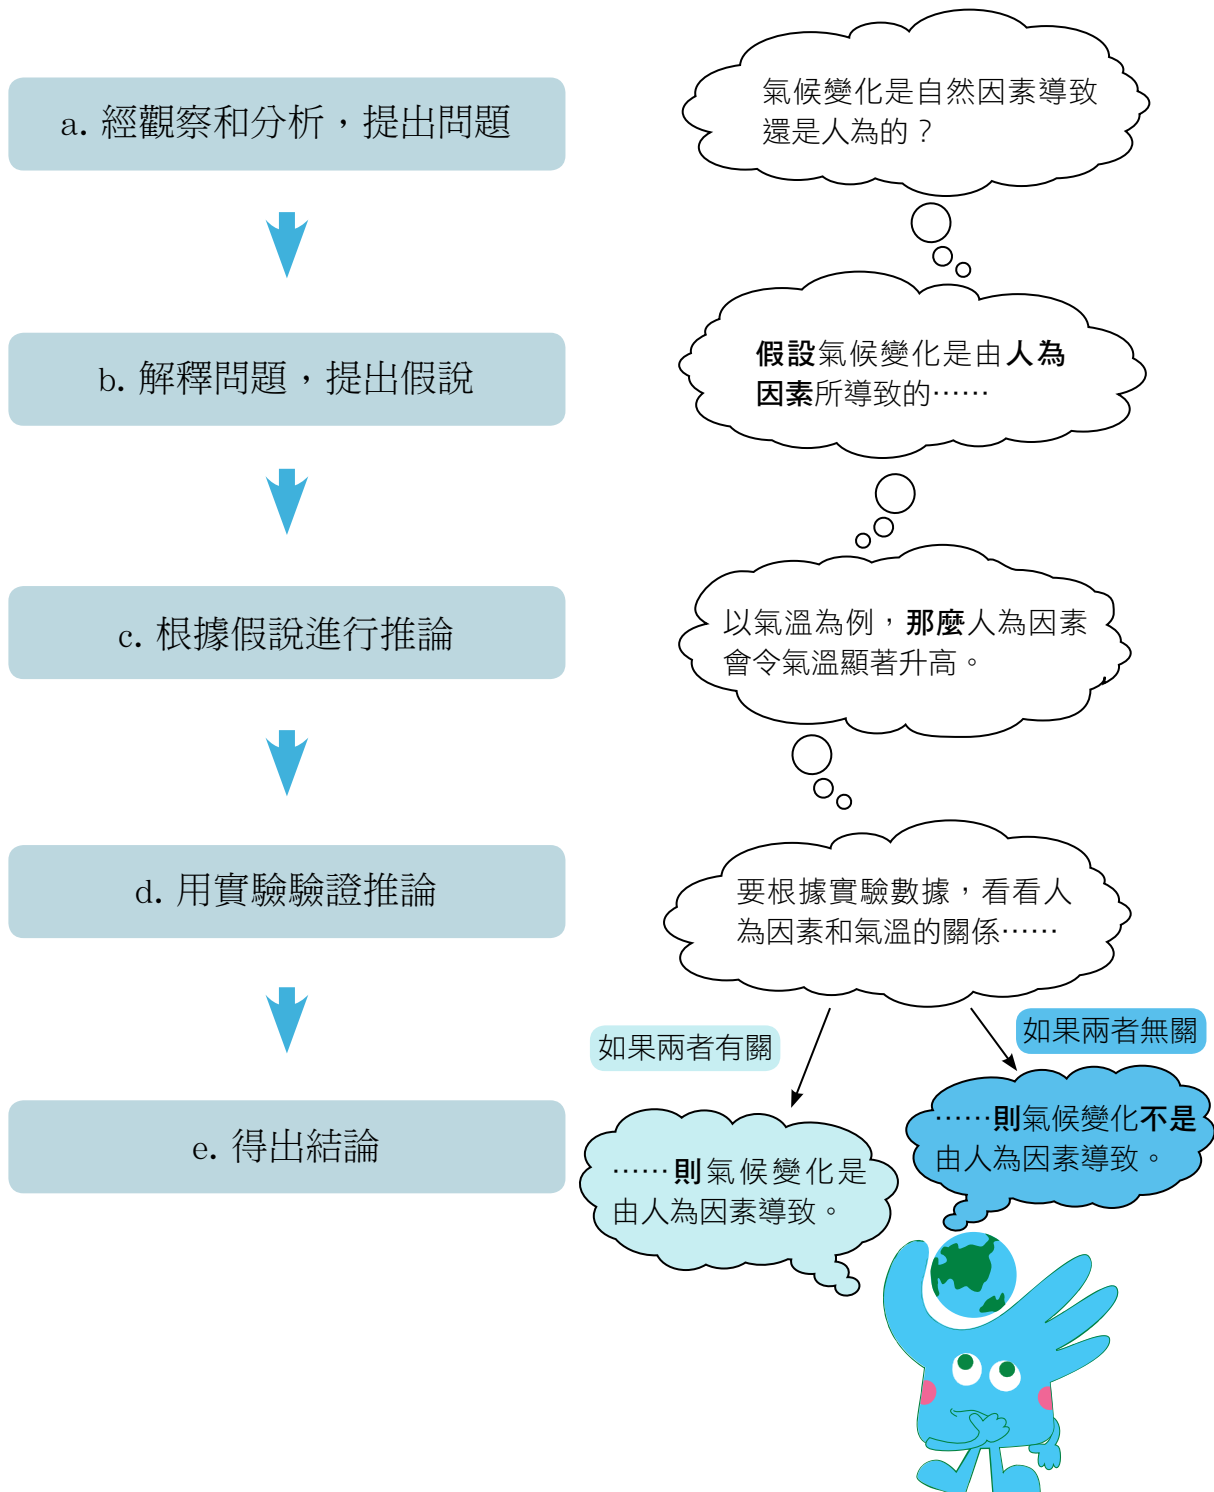 a. 經觀察和分析，提出問題
氣候變化是自然因素導致
還是人為的？
b. 解釋問題，提出假說
假設氣候變化是由人為
因素所導致的……
c. 根據假說進行推論
以氣溫為例，那麼人為因素
會令氣溫顯著升高。
d. 用實驗驗證推論
要根據實驗數據，看看人
為因素和氣溫的關係……
如果兩者有關
如果兩者無關
e. 得出結論
……則氣候變化是
由人為因素導致。
……則氣候變化不是
由人為因素導致。